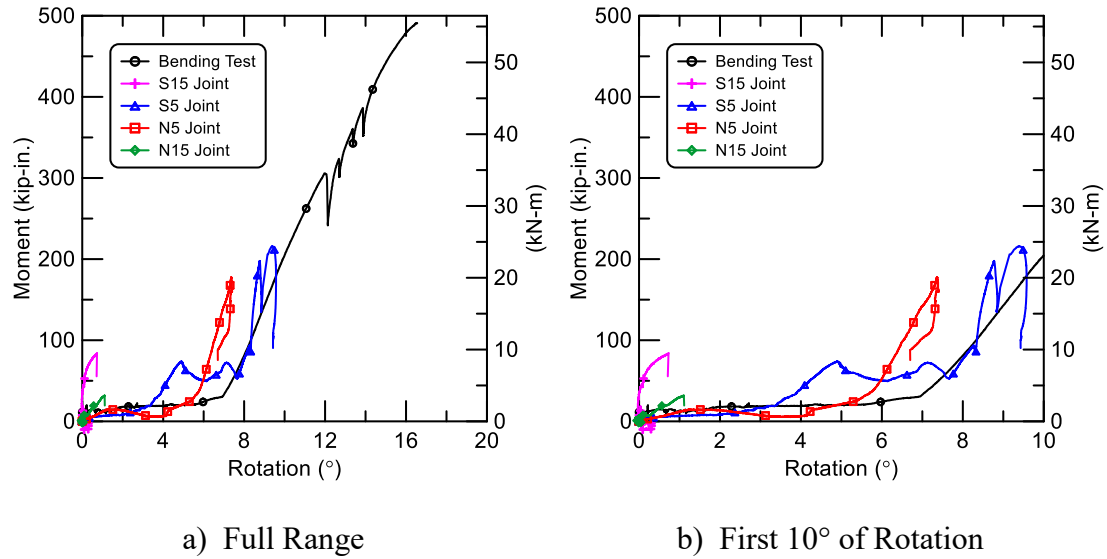 500
400
300
200
100
0
Moment (kip-in.)
Bending Test
S15 Joint
S5 Joint
N5 Joint
N15 Joint
50
40
30
20
10
0
(kN-m)
0 4 8 12 16 20
Rotation (°)
a) Full Range
500
400
300
200
100
0
Moment (kip-in.)
Bending Test
S15 Joint
S5 Joint
N5 Joint
N15 Joint
50
40
30
20
10
0
(kN-m)
0 2 4 6 8 10
Rotation (°)
b) First 10° of Rotation